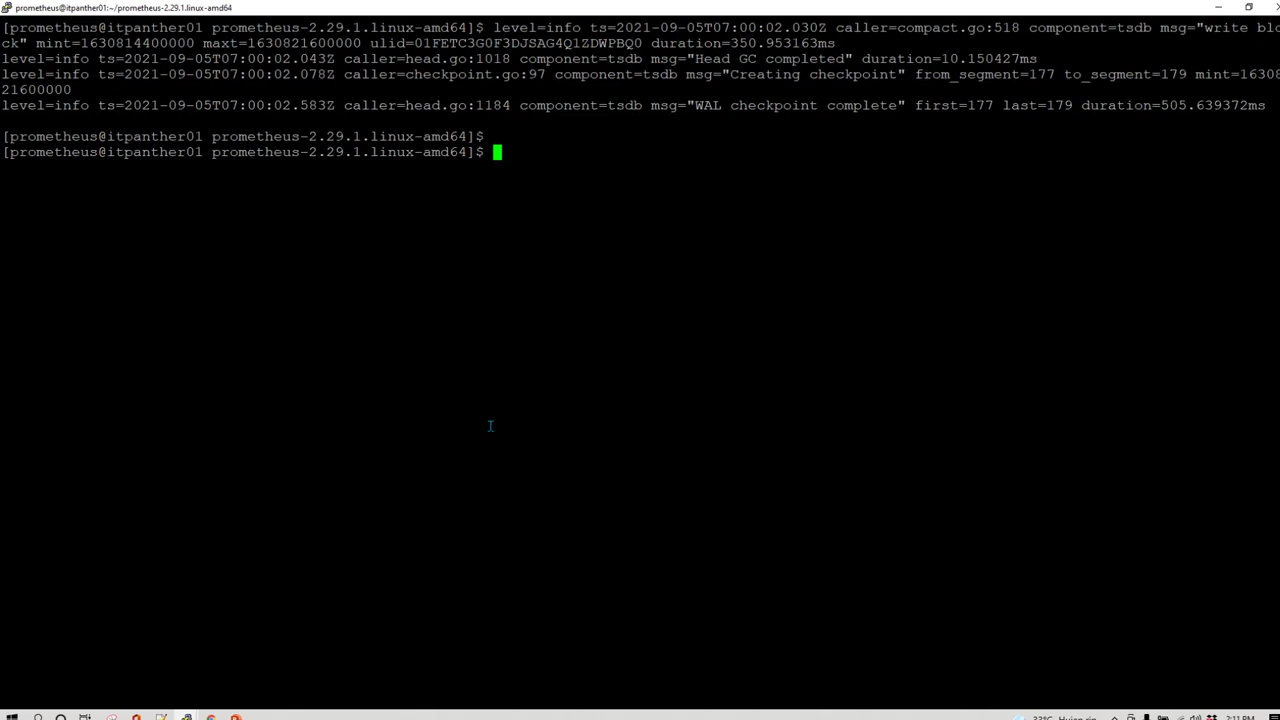 prometheus@itpanther01:~/prometheus-2.29.1.linux-amd64
[prometheus@itpanther01 prometheus-2.29.1.linux-amd64]$ level=info ts=2021-09-05T07:00:02.030Z caller=compact.go:518 component=tsdb msg="write blo
ck" mint=1630814400000 maxt=1630821600000 ulid=01FETC3G0F3DJSAG4Q1ZDWPBQ0 duration=350.953163ms
level=info ts=2021-09-05T07:00:02.043Z caller=head.go:1018 component=tsdb msg="Head GC completed" duration=10.150427ms
level=info ts=2021-09-05T07:00:02.078Z caller=checkpoint.go:97 component=tsdb msg="Creating checkpoint" from_segment=177 to_segment=179 mint=16308
21600000
level=info ts=2021-09-05T07:00:02.583Z caller=head.go:1184 component=tsdb msg="WAL checkpoint complete" first=177 last=179 duration=505.639372ms
[prometheus@itpanther01 prometheus-2.29.1.linux-amd64]$
[prometheus@itpanther01 prometheus-2.29.1.linux-amd64]$
33°C 2:11 PM